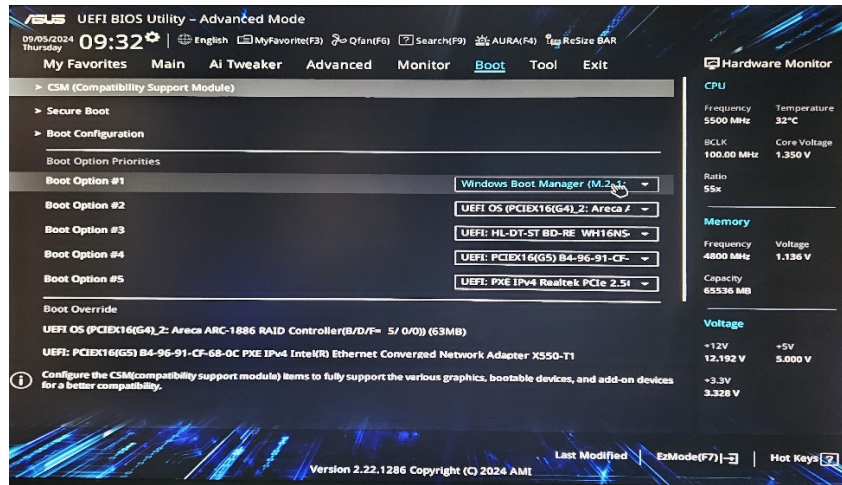 ASUS UEFI BIOS Utility – Advanced Mode
09/05/2024 Thursday 09:32 English MyFavorite(F3) Qfan(F6) ? Search(F9) AURA(F4) ReSize BAR
My Favorites Main Ai Tweaker Advanced Monitor Boot Tool Exit
Hardware Monitor
> CSM (Compatibility Support Module)
> Secure Boot
> Boot Configuration
Boot Option Priorities
Boot Option #1 Windows Boot Manager (M.2_1:
Boot Option #2 UEFI OS (PCIEX16(G4)_2: Areca A
Boot Option #3 UEFI: HL-DT-ST BD-RE WH16NS-
Boot Option #4 UEFI: PCIEX16(G5) B4-96-91-CF-
Boot Option #5 UEFI: PXE IPv4 Realtek PCIe 2.5G
Boot Override
UEFI OS (PCIEX16(G4)_2: Areca ARC-1886 RAID Controller(B/D/F= 5/ 0/0)) (63MB)
UEFI: PCIEX16(G5) B4-96-91-CF-68-0C PXE IPv4 Intel(R) Ethernet Converged Network Adapter X550-T1
Configure the CSM(compatibility support module) items to fully support the various graphics, bootable devices, and add-on devices
for a better compatibility.
CPU
Frequency Temperature
5500 MHz 32°C
BCLK Core Voltage
100.00 MHz 1.350 V
Ratio
55x
Memory
Frequency Voltage
4800 MHz 1.136 V
Capacity
65536 MB
Voltage
+12V +5V
12.192 V 5.000 V
+3.3V
3.328 V
Last Modified EzMode(F7) Hot Keys ?
Version 2.22.1286 Copyright (C) 2024 AMI